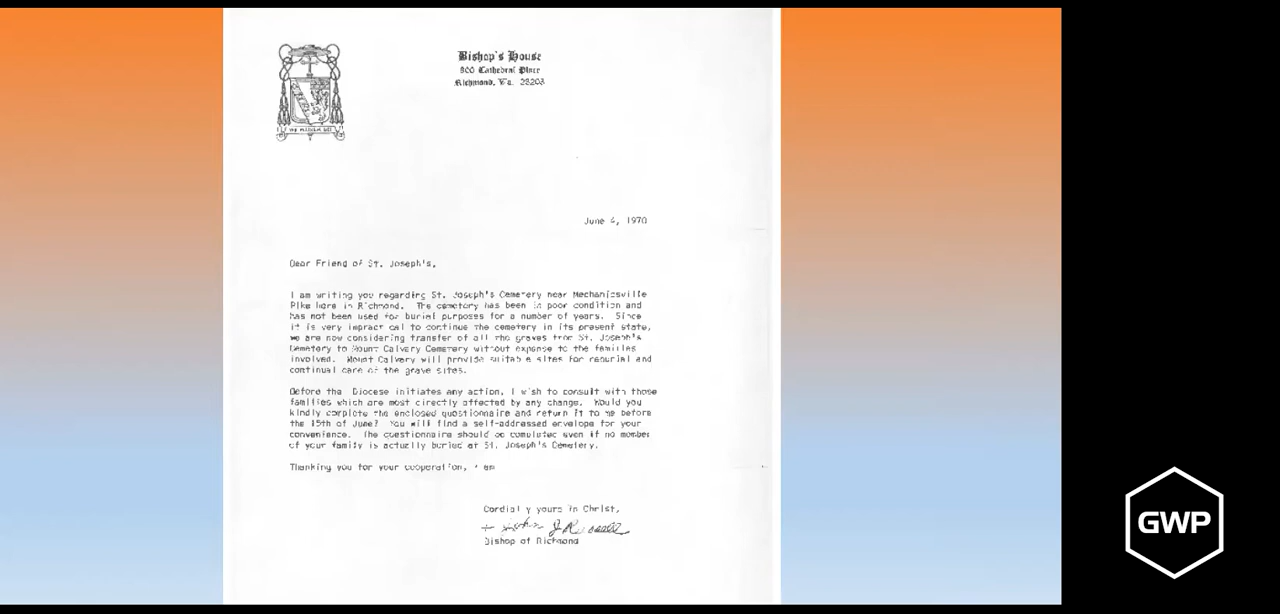 Bishop's House
800 Cathedral Place
Richmond, Va. 23203
June 4, 1970
Dear Friend of St. Joseph's,
I am writing you regarding St. Joseph's Cemetery near Mechanicsville
Pike here in Richmond. The cemetery has been in poor condition and
has not been used for burial purposes for a number of years. Since
it is very impractical to continue the cemetery in its present state,
we are now considering transfer of all the graves from St. Joseph's
Cemetery to Mount Calvary Cemetery without expense to the families
involved. Mount Calvary will provide suitable sites for reburial and
continual care of the grave sites.
Before the Diocese initiates any action, I wish to consult with those
families which are most directly affected by any change. Would you
kindly complete the enclosed questionnaire and return it to me before
the 15th of June? You will find a self-addressed envelope for your
convenience. The questionnaire should be completed even if no member
of your family is actually buried at St. Joseph's Cemetery.
Thanking you for your cooperation, I am
Cordially yours in Christ,
+ John J. Russell
Bishop of Richmond
GWP